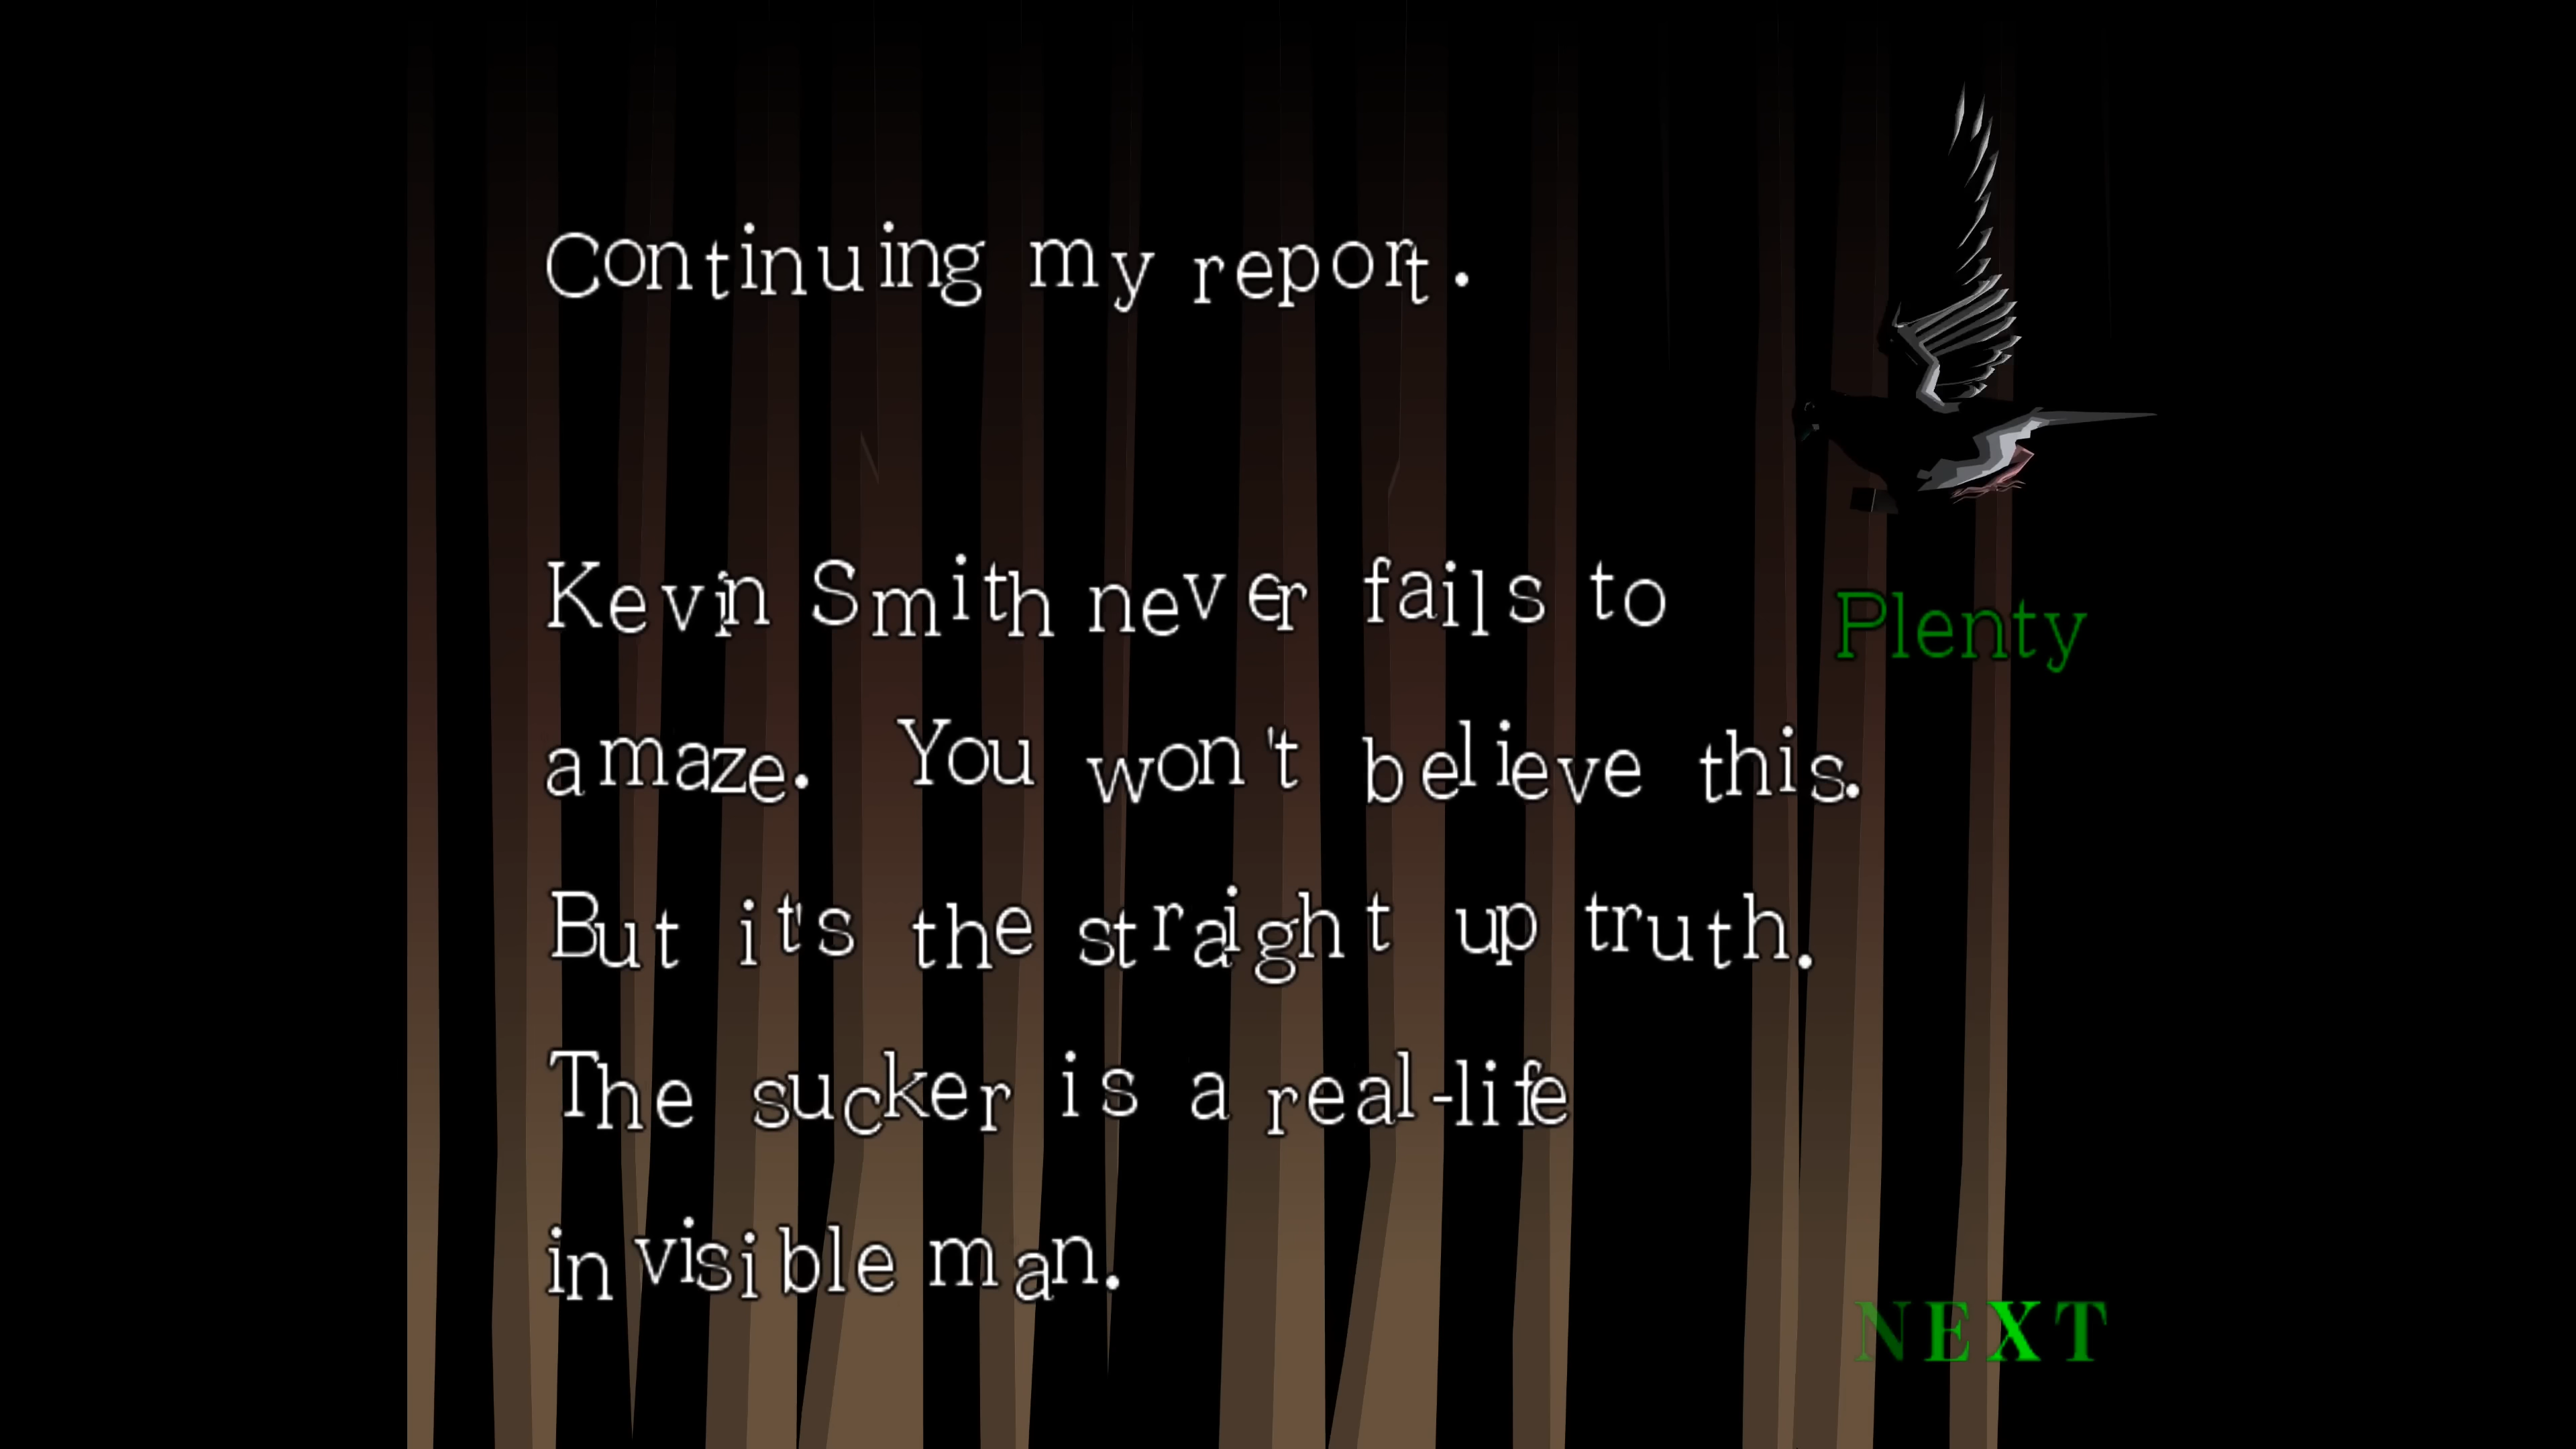 Continuing my report.
Kevin Smith never fails to
amaze. You won't believe this.
But it's the straight up truth.
The sucker is a real-life
invisible man.
Plenty
NEXT